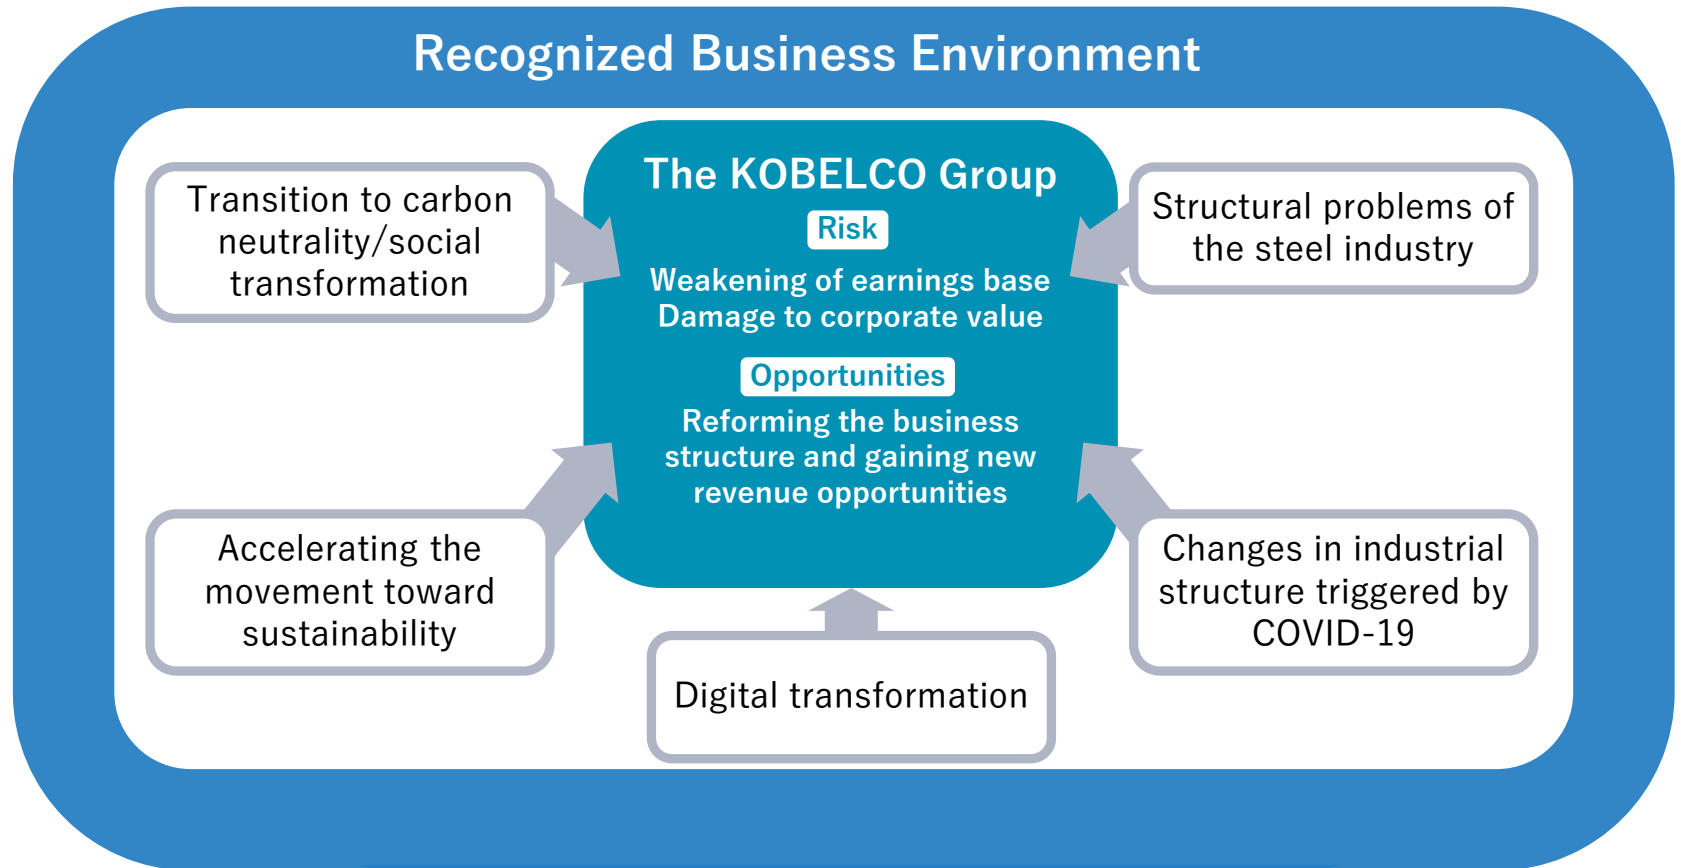 Recognized Business Environment
Transition to carbon
neutrality/social
transformation
The KOBELCO Group
Risk
Weakening of earnings base
Damage to corporate value
Opportunities
Reforming the business
structure and gaining new
revenue opportunities
Structural problems of
the steel industry
Accelerating the
movement toward
sustainability
Digital transformation
Changes in industrial
structure triggered by
COVID-19